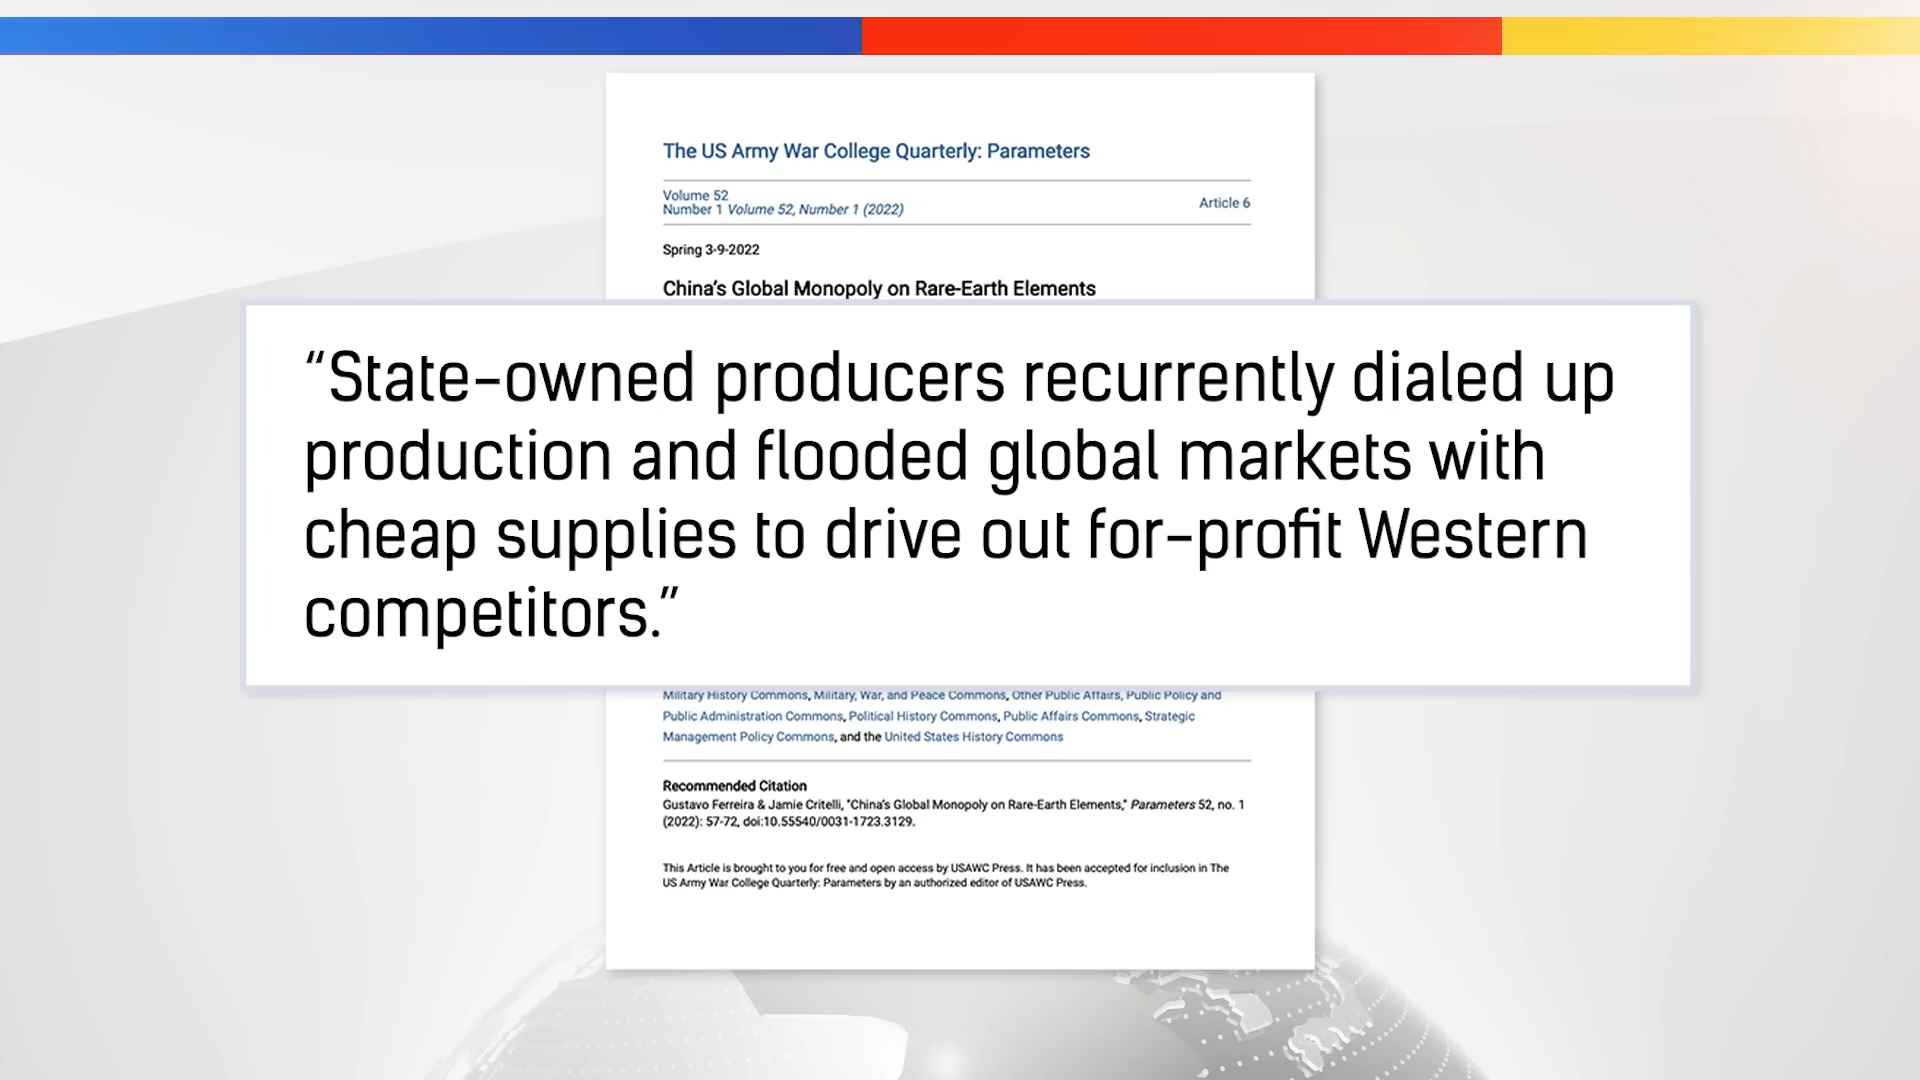 The US Army War College Quarterly: Parameters
Volume 52
Number 1 Volume 52, Number 1 (2022)
Article 6
Spring 3-9-2022
China's Global Monopoly on Rare-Earth Elements
“State-owned producers recurrently dialed up
production and flooded global markets with
cheap supplies to drive out for-profit Western
competitors.”
Military History Commons, Military, War, and Peace Commons, Other Public Affairs, Public Policy and
Public Administration Commons, Political History Commons, Public Affairs Commons, Strategic
Management Policy Commons, and the United States History Commons
Recommended Citation
Gustavo Ferreira & Jamie Critelli, "China's Global Monopoly on Rare-Earth Elements," Parameters 52, no. 1
(2022): 57-72, doi:10.55540/0031-1723.3129.
This Article is brought to you for free and open access by USAWC Press. It has been accepted for inclusion in The
US Army War College Quarterly: Parameters by an authorized editor of USAWC Press.